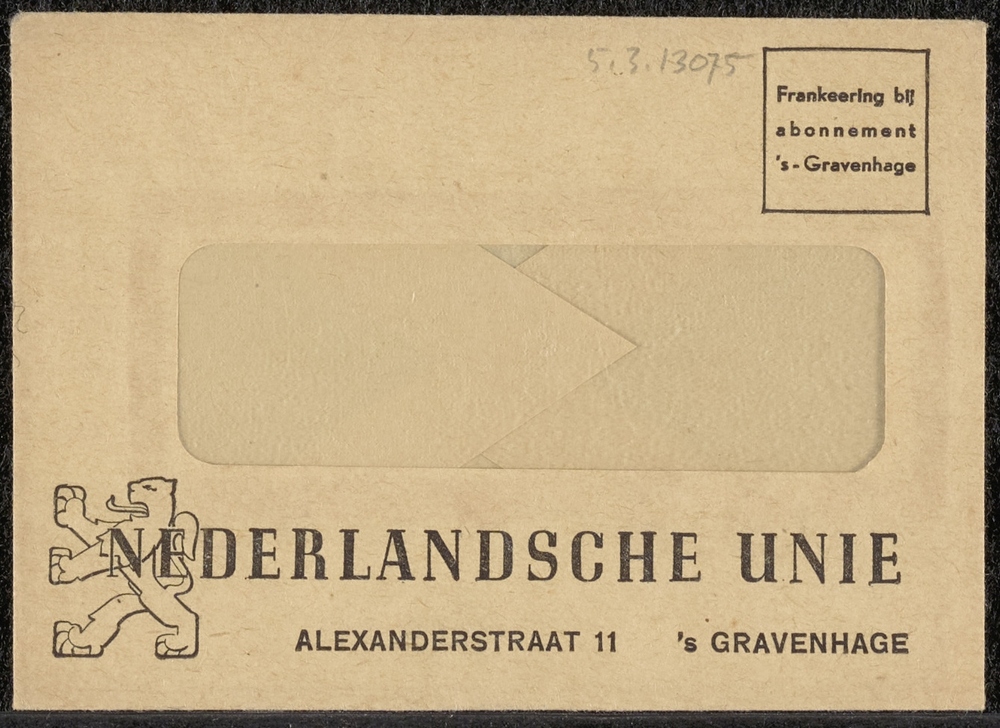 5.3.13075
Frankeering bij
abonnement
's-Gravenhage
NEDERLANDSCHE UNIE
ALEXANDERSTRAAT 11 's GRAVENHAGE